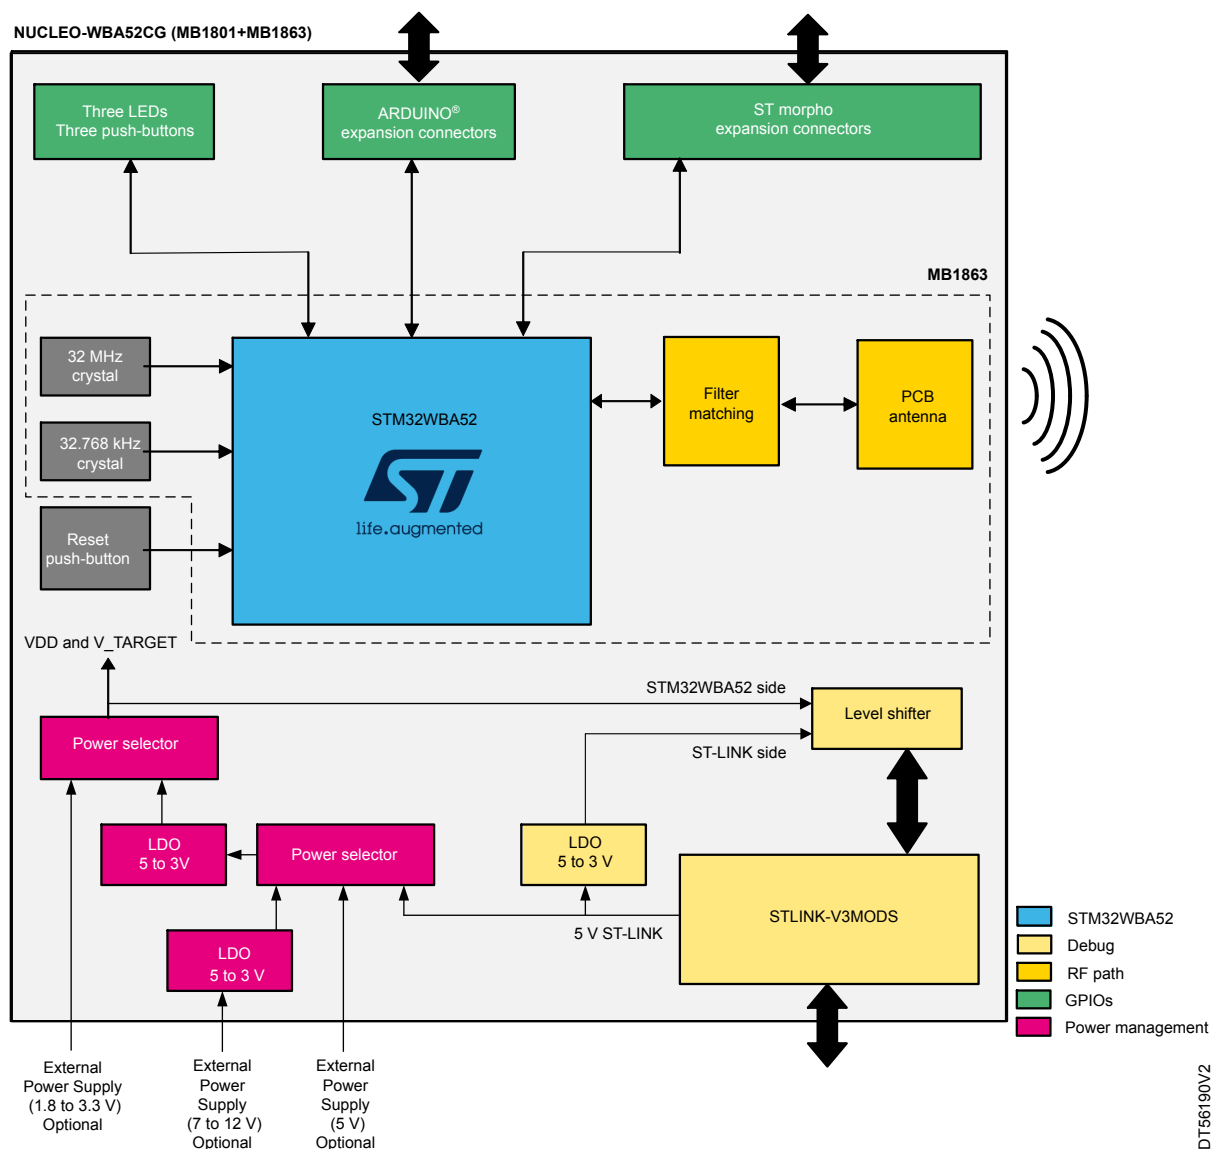 NUCLEO-WBA52CG (MB1801+MB1863)
Three LEDs
Three push-buttons
ARDUINO®
expansion connectors
ST morpho
expansion connectors
MB1863
32 MHz
crystal
32.768 kHz
crystal
Reset
push-button
STM32WBA52
ST
life.augmented
Filter
matching
PCB
antenna
VDD and V_TARGET
STM32WBA52 side
Level shifter
ST-LINK side
Power selector
LDO
5 to 3V
Power selector
LDO
5 to 3 V
5 V ST-LINK
STLINK-V3MODS
LDO
5 to 3 V
STM32WBA52
Debug
RF path
GPIOs
Power management
External
Power Supply
(1.8 to 3.3 V)
Optional
External
Power
Supply
(7 to 12 V)
Optional
External
Power
Supply
(5 V)
Optional
DT56190V2